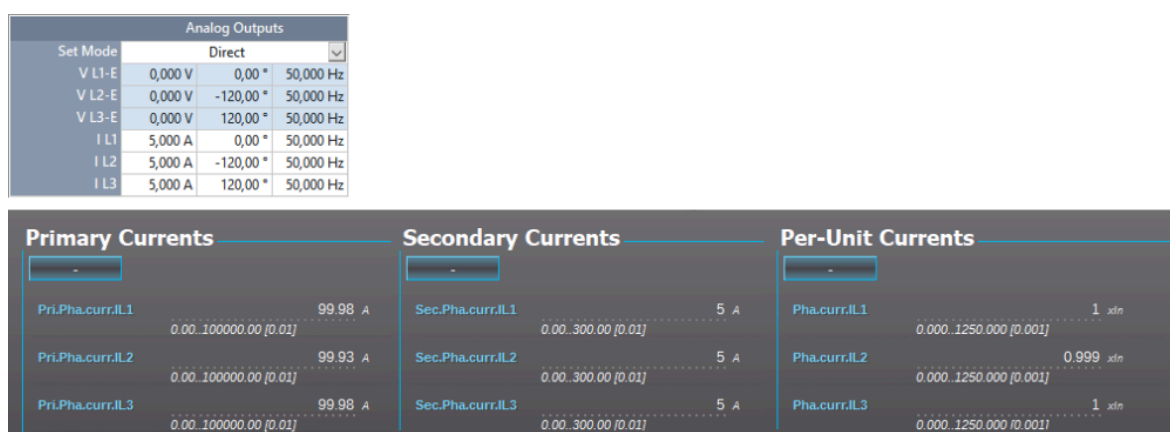 Analog Outputs
Set Mode Direct
V L1-E 0,000 V 0,00 ° 50,000 Hz
V L2-E 0,000 V -120,00 ° 50,000 Hz
V L3-E 0,000 V 120,00 ° 50,000 Hz
I L1 5,000 A 0,00 ° 50,000 Hz
I L2 5,000 A -120,00 ° 50,000 Hz
I L3 5,000 A 120,00 ° 50,000 Hz
Primary Currents Secondary Currents Per-Unit Currents
- - -
Pri.Pha.curr.IL1 99.98 A Sec.Pha.curr.IL1 5 A Pha.curr.IL1 1 xIn
0.00..100000.00 [0.01] 0.00..300.00 [0.01] 0.000..1250.000 [0.001]
Pri.Pha.curr.IL2 99.93 A Sec.Pha.curr.IL2 5 A Pha.curr.IL2 0.999 xIn
0.00..100000.00 [0.01] 0.00..300.00 [0.01] 0.000..1250.000 [0.001]
Pri.Pha.curr.IL3 99.98 A Sec.Pha.curr.IL3 5 A Pha.curr.IL3 1 xIn
0.00..100000.00 [0.01] 0.00..300.00 [0.01] 0.000..1250.000 [0.001]